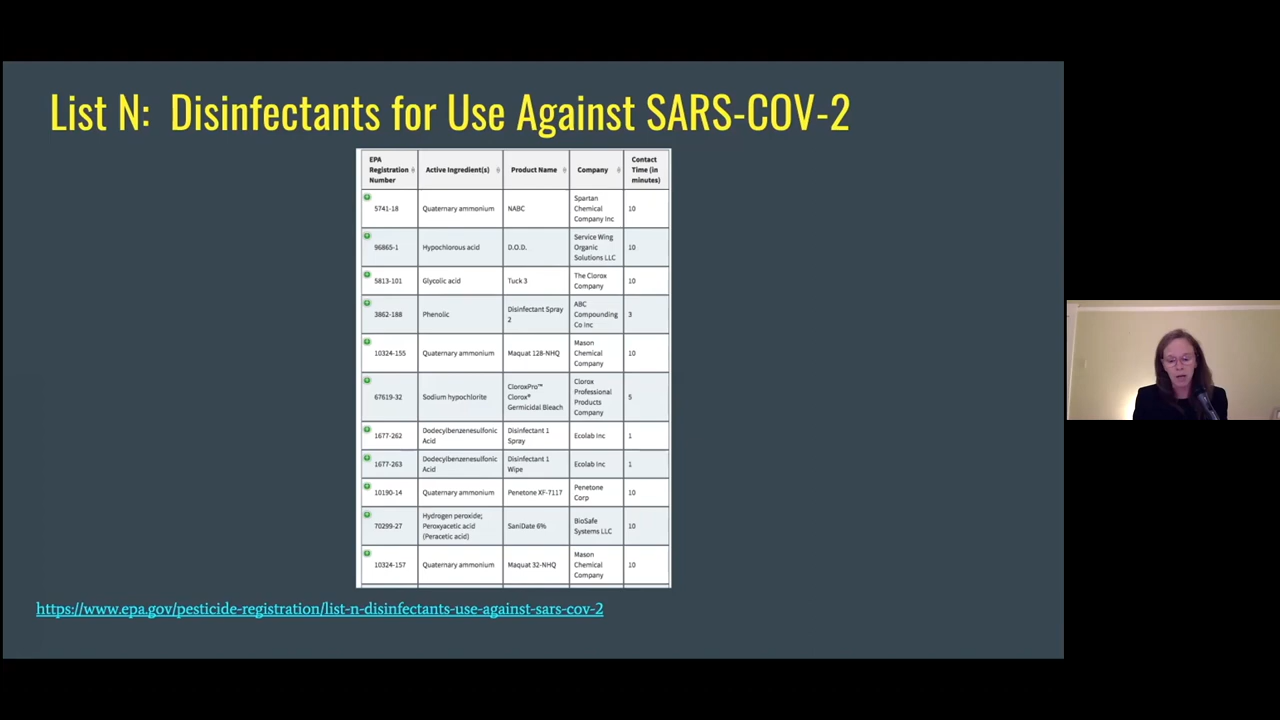 List N: Disinfectants for Use Against SARS-COV-2
EPA Registration Number Active Ingredient(s) Product Name Company Contact Time (in minutes)
5741-18 Quaternary ammonium NABC Spartan Chemical Company Inc 10
96865-1 Hypochlorous acid D.O.D. Service Wing Organic Solutions LLC 10
5813-101 Glycolic acid Tuck 3 The Clorox Company 10
3862-188 Phenolic Disinfectant Spray 2 ABC Compounding Co Inc 3
10324-155 Quaternary ammonium Maquat 128-NHQ Mason Chemical Company 10
67619-32 Sodium hypochlorite CloroxPro™ Clorox® Germicidal Bleach Clorox Professional Products Company 5
1677-262 Dodecylbenzenesulfonic Acid Disinfectant 1 Spray Ecolab Inc 1
1677-263 Dodecylbenzenesulfonic Acid Disinfectant 1 Wipe Ecolab Inc 1
10190-14 Quaternary ammonium Penetone XF-7117 Penetone Corp 10
70299-27 Hydrogen peroxide; Peroxyacetic acid (Peracetic acid) SaniDate 6% BioSafe Systems LLC 10
10324-157 Quaternary ammonium Maquat 32-NHQ Mason Chemical Company 10
https://www.epa.gov/pesticide-registration/list-n-disinfectants-use-against-sars-cov-2